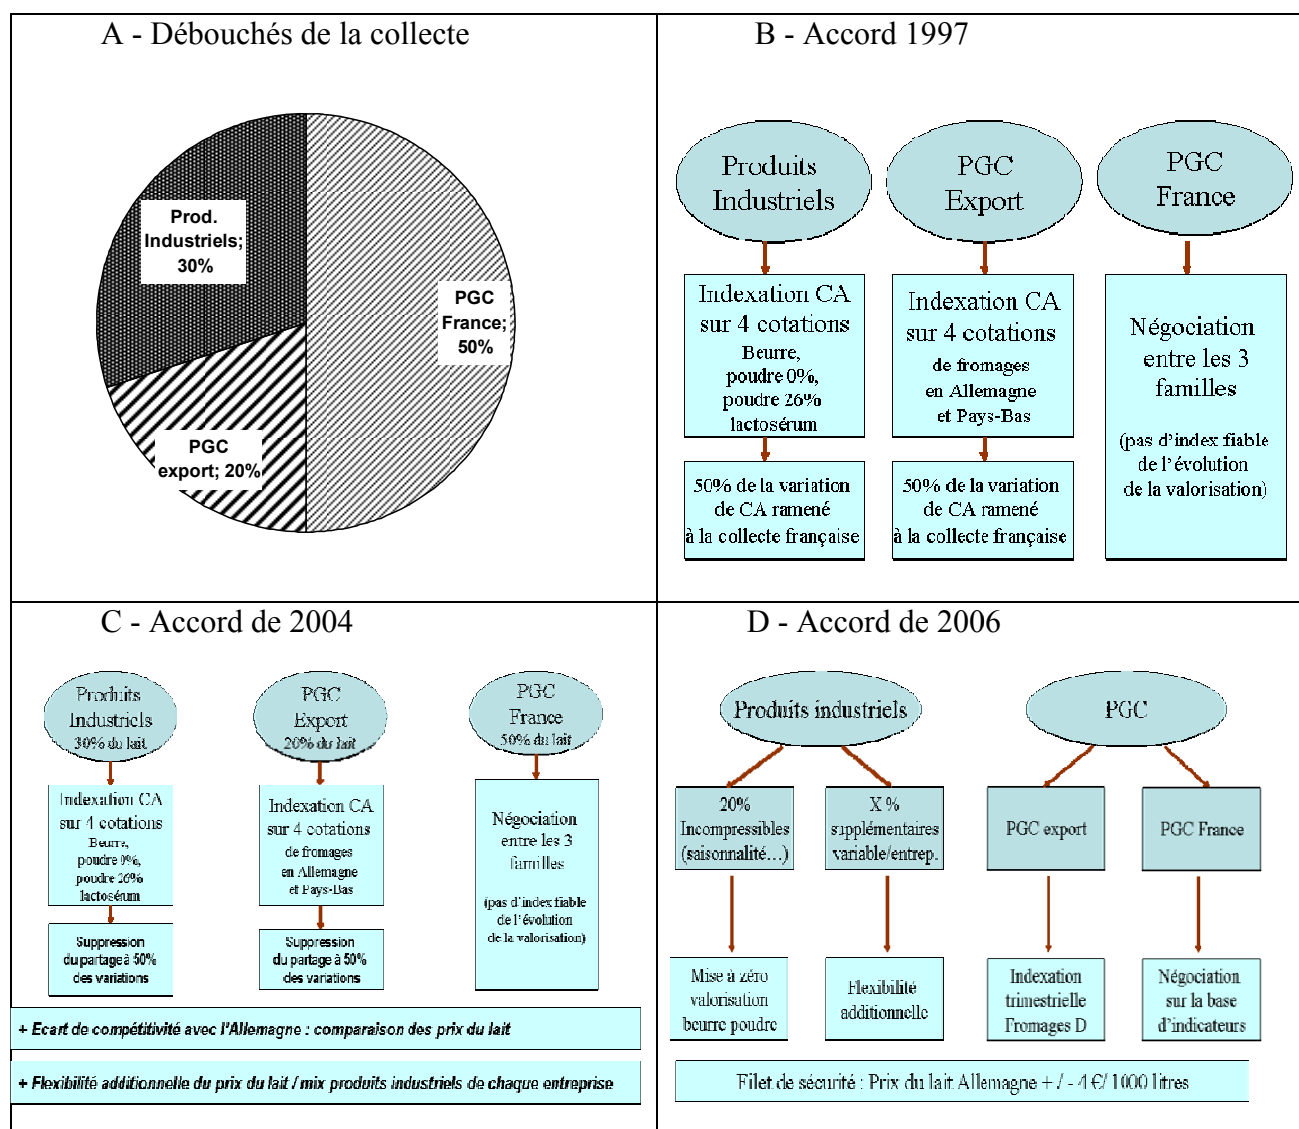 A - Débouchés de la collecte
Prod.
Industriels;
30%
PGC
France;
50%
PGC
export; 20%
B - Accord 1997
Produits
Industriels
PGC
Export
PGC
France
Indexation CA
sur 4 cotations
Beurre,
poudre 0%,
poudre 26%
lactosérum
Indexation CA
sur 4 cotations
de fromages
en Allemagne
et Pays-Bas
Négociation
entre les 3
familles
(pas d'index fiable
de l'évolution
de la valorisation)
50% de la variation
de CA ramené
à la collecte française
50% de la variation
de CA ramené
à la collecte française
C - Accord de 2004
Produits
Industriels
30% du lait
PGC
Export
20% du lait
PGC
France
50% du lait
Indexation CA
sur 4 cotations
Beurre,
poudre 0%,
poudre 26%
lactosérum
Indexation CA
sur 4 cotations
de fromages
en Allemagne
et Pays-Bas
Négociation
entre les 3
familles
(pas d'index fiable
de l'évolution
de la valorisation)
Suppression
du partage à 50%
des variations
Suppression
du partage à 50%
des variations
+ Ecart de compétitivité avec l'Allemagne : comparaison des prix du lait
+ Flexibilité additionnelle du prix du lait / mix produits industriels de chaque entreprise
D - Accord de 2006
Produits industriels
PGC
20%
Incompressibles
(saisonnalité…)
X %
supplémentaires
variable/entrep.
PGC export
PGC France
Mise à zéro
valorisation
beurre poudre
Flexibilité
additionnelle
Indexation
trimestrielle
Fromages D
Négociation
sur la base
d'indicateurs
Filet de sécurité : Prix du lait Allemagne + / - 4 €/ 1000 litres